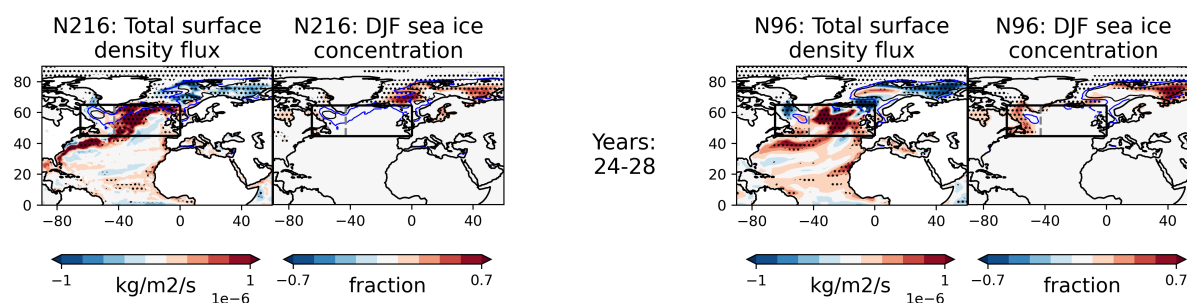 N216: Total surface
density flux
N216: DJF sea ice
concentration
N96: Total surface
density flux
N96: DJF sea ice
concentration
80
60
40
20
0
−80 −40 0 40
−80 −40 0 40
Years:
24-28
80
60
40
20
0
−80 −40 0 40
−80 −40 0 40
−1 1
kg/m2/s
1e−6
−0.7 0.7
fraction
−1 1
kg/m2/s
1e−6
−0.7 0.7
fraction